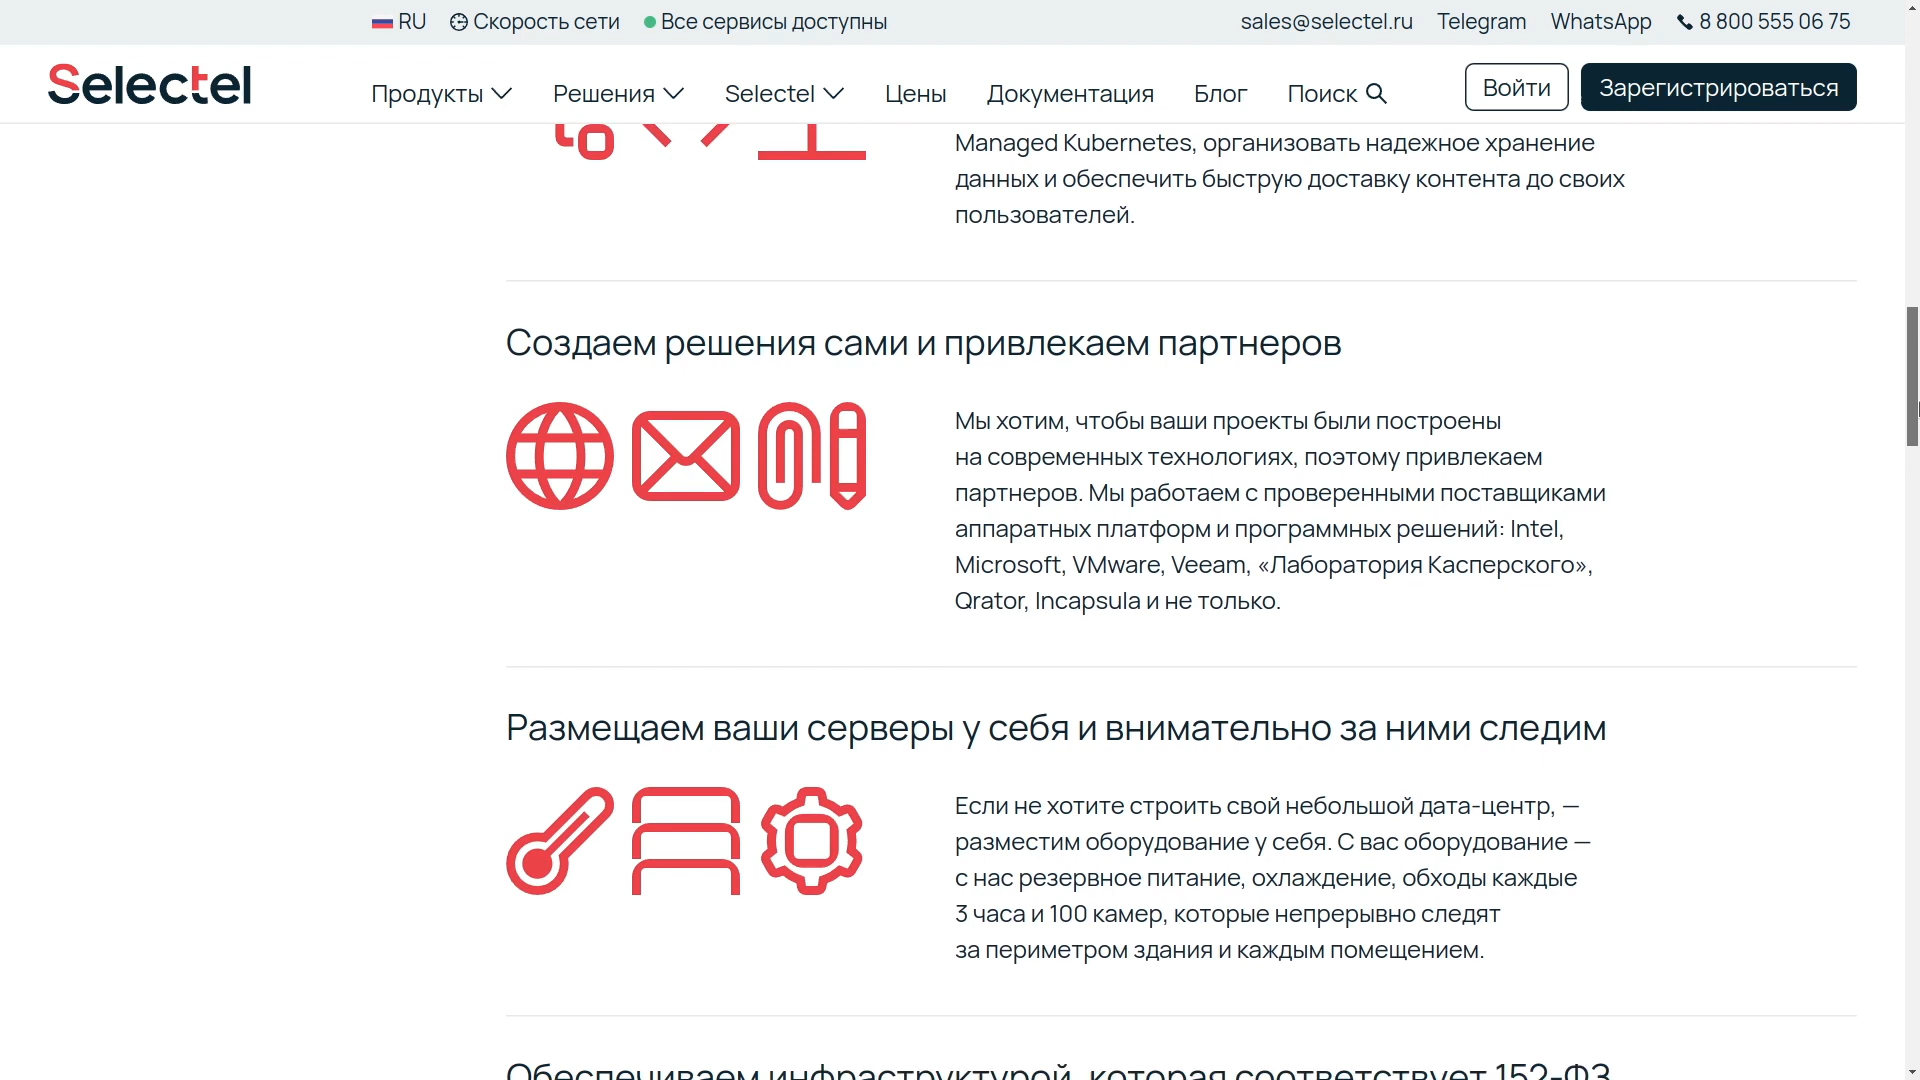 RU Скорость сети Все сервисы доступны sales@selectel.ru Telegram WhatsApp 8 800 555 06 75
Selectel Продукты Решения Selectel Цены Документация Блог Поиск Войти Зарегистрироваться
Managed Kubernetes, организовать надежное хранение
данных и обеспечить быструю доставку контента до своих
пользователей.
Создаем решения сами и привлекаем партнеров
Мы хотим, чтобы ваши проекты были построены
на современных технологиях, поэтому привлекаем
партнеров. Мы работаем с проверенными поставщиками
аппаратных платформ и программных решений: Intel,
Microsoft, VMware, Veeam, «Лаборатория Касперского»,
Qrator, Incapsula и не только.
Размещаем ваши серверы у себя и внимательно за ними следим
Если не хотите строить свой небольшой дата-центр, —
разместим оборудование у себя. С вас оборудование —
с нас резервное питание, охлаждение, обходы каждые
3 часа и 100 камер, которые непрерывно следят
за периметром здания и каждым помещением.
Обеспечиваем инфраструктурой, которая соответствует 152-ФЗ